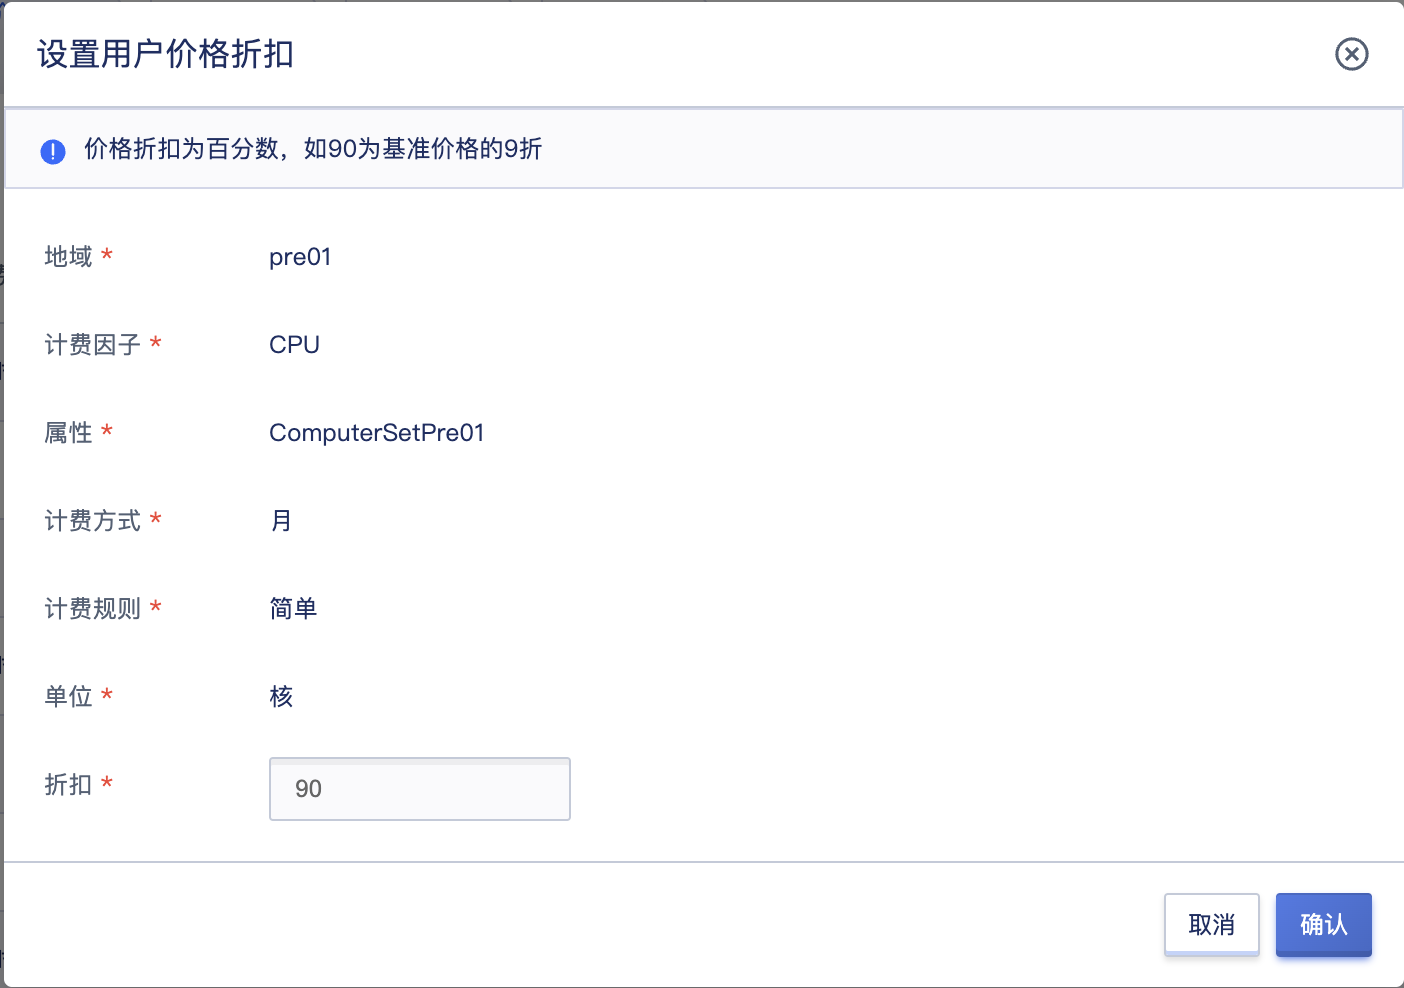 设置用户价格折扣
价格折扣为百分数，如90为基准价格的9折
地域 * pre01
计费因子 * CPU
属性 * ComputerSetPre01
计费方式 * 月
计费规则 * 简单
单位 * 核
折扣 * 90
取消 确认